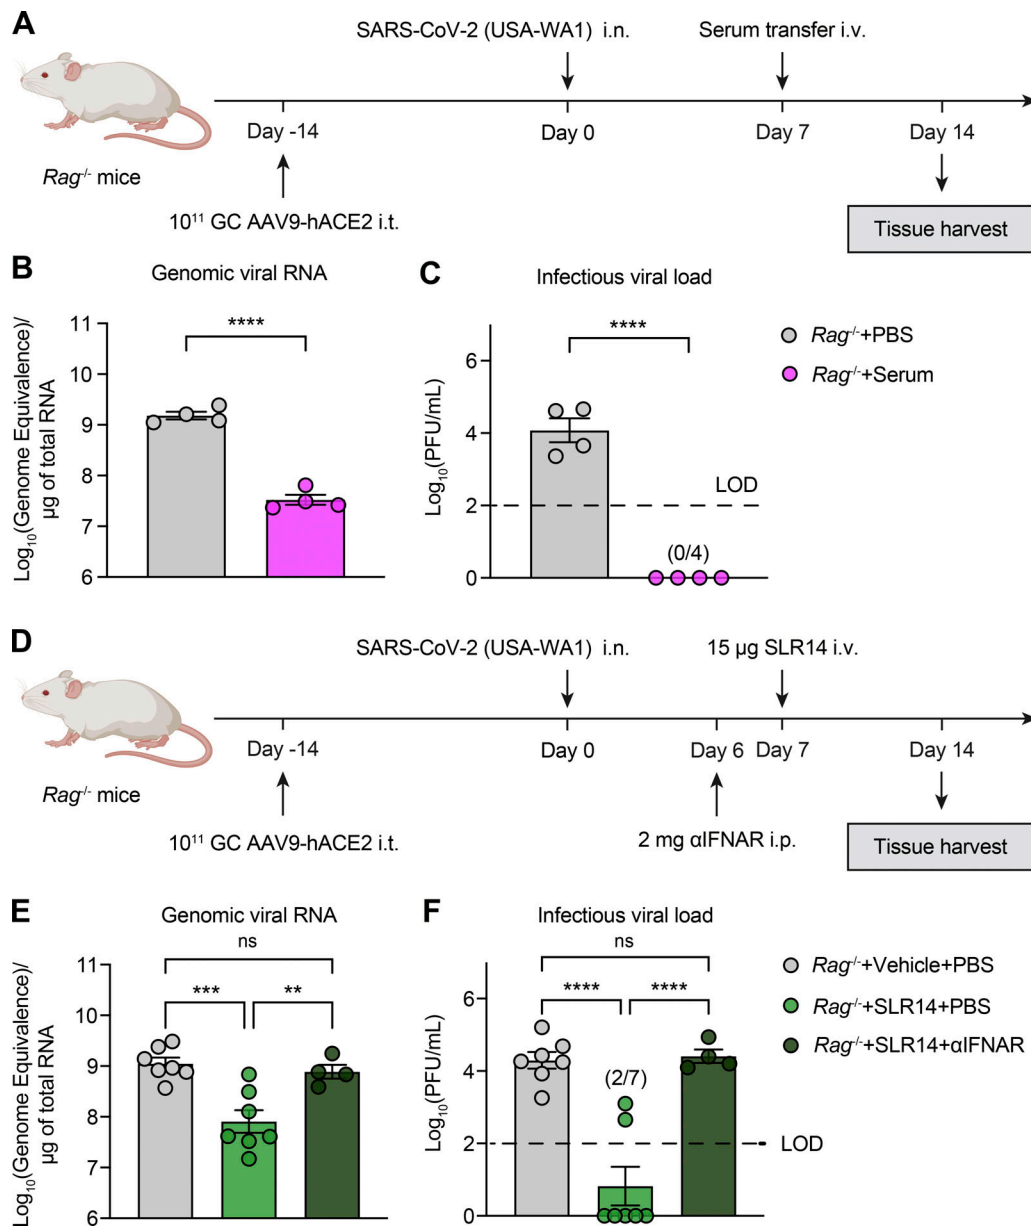 A
SARS-CoV-2 (USA-WA1) i.n.
Serum transfer i.v.
Day -14
Day 0
Day 7
Day 14
Rag-/- mice
10¹¹ GC AAV9-hACE2 i.t.
Tissue harvest
B
Genomic viral RNA
Log₁₀(Genome Equivalence)/
µg of total RNA
11
10
9
8
7
6
****
C
Infectious viral load
Log₁₀(PFU/mL)
6
4
2
0
****
LOD
(0/4)
Rag-/-+PBS
Rag-/-+Serum
D
SARS-CoV-2 (USA-WA1) i.n.
15 µg SLR14 i.v.
Day -14
Day 0
Day 6
Day 7
Day 14
Rag-/- mice
10¹¹ GC AAV9-hACE2 i.t.
2 mg αIFNAR i.p.
Tissue harvest
E
Genomic viral RNA
Log₁₀(Genome Equivalence)/
µg of total RNA
11
10
9
8
7
6
ns
***
**
F
Infectious viral load
Log₁₀(PFU/mL)
6
4
2
0
ns
****
****
(2/7)
LOD
Rag-/-+Vehicle+PBS
Rag-/-+SLR14+PBS
Rag-/-+SLR14+αIFNAR